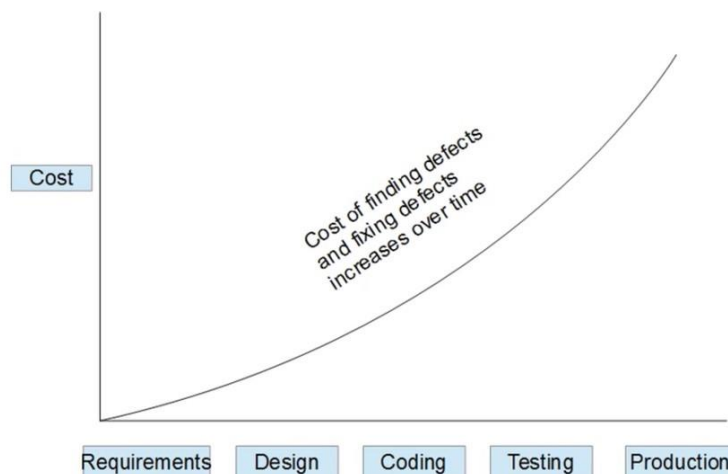 Cost of finding defects
and fixing defects
increases over time
Cost
Requirements
Design
Coding
Testing
Production